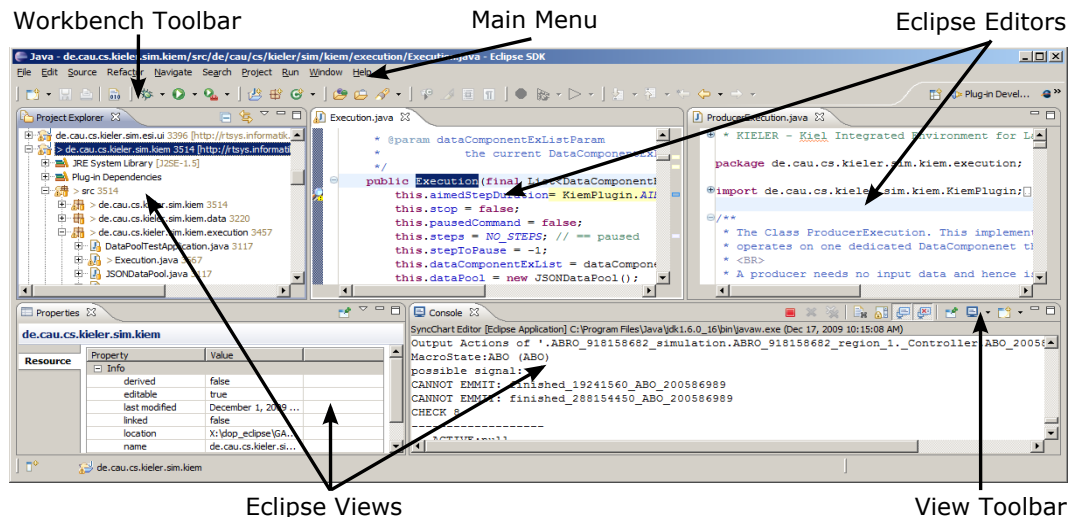 Workbench Toolbar
Main Menu
Eclipse Editors
Java - de.cau.cs.kieler.sim.kiem/src/de/cau/cs/kieler/sim/kiem/execution/Execution.java - Eclipse SDK
File Edit Source Refactor Navigate Search Project Run Window Help
Plug-in Devel...
Project Explorer
de.cau.cs.kieler.sim.esi.ui 3396 [http://rtsys.informatik.
> de.cau.cs.kieler.sim.kiem 3514 [http://rtsys.informati
JRE System Library [J2SE-1.5]
Plug-in Dependencies
> src 3514
> de.cau.cs.kieler.sim.kiem 3514
> de.cau.cs.kieler.sim.kiem.data 3220
> de.cau.cs.kieler.sim.kiem.execution 3457
DataPoolTestApplication.java 3117
> Execution.java
JSONDataPool.java
Execution.java
* @param dataComponentExListParam
* the current DataComponentEx
*/
public Execution(final List<DataComponentE
this.aimedStepDuration= KiemPlugin.AI
this.stop = false;
this.pausedCommand = false;
this.steps = NO_STEPS; // == paused
this.stepToPause = -1;
this.dataComponentExList = dataCompone
this.dataPool = new JSONDataPool();
ProducerExecution.java
* KIELER - Kiel Integrated Environment for La
package de.cau.cs.kieler.sim.kiem.execution;
import de.cau.cs.kieler.sim.kiem.KiemPlugin;
/**
* The Class ProducerExecution. This implement
* operates on one dedicated DataComponenet th
* <BR>
* A producer needs no input data and hence is
Properties
de.cau.cs.kieler.sim.kiem
Resource
Property Value
Info
derived false
editable true
last modified December 1, 2009 ...
linked false
location X:\dop_eclipse\GA...
name de.cau.cs.kieler.si...
Console
SyncChart Editor [Eclipse Application] C:\Program Files\Java\jdk1.6.0_16\bin\javaw.exe (Dec 17, 2009 10:15:08 AM)
Output Actions of '.ABRO_918158682_simulation.ABRO_918158682_region_1._Controller.ABO_20058
MacroState:ABO (ABO)
possible signal:
CANNOT EMMIT: finished_19241560_ABO_200586989
CANNOT EMMIT: finished_288154450_ABO_200586989
CHECK 8
-------------------
ACTIVE:null
de.cau.cs.kieler.sim.kiem
Eclipse Views
View Toolbar